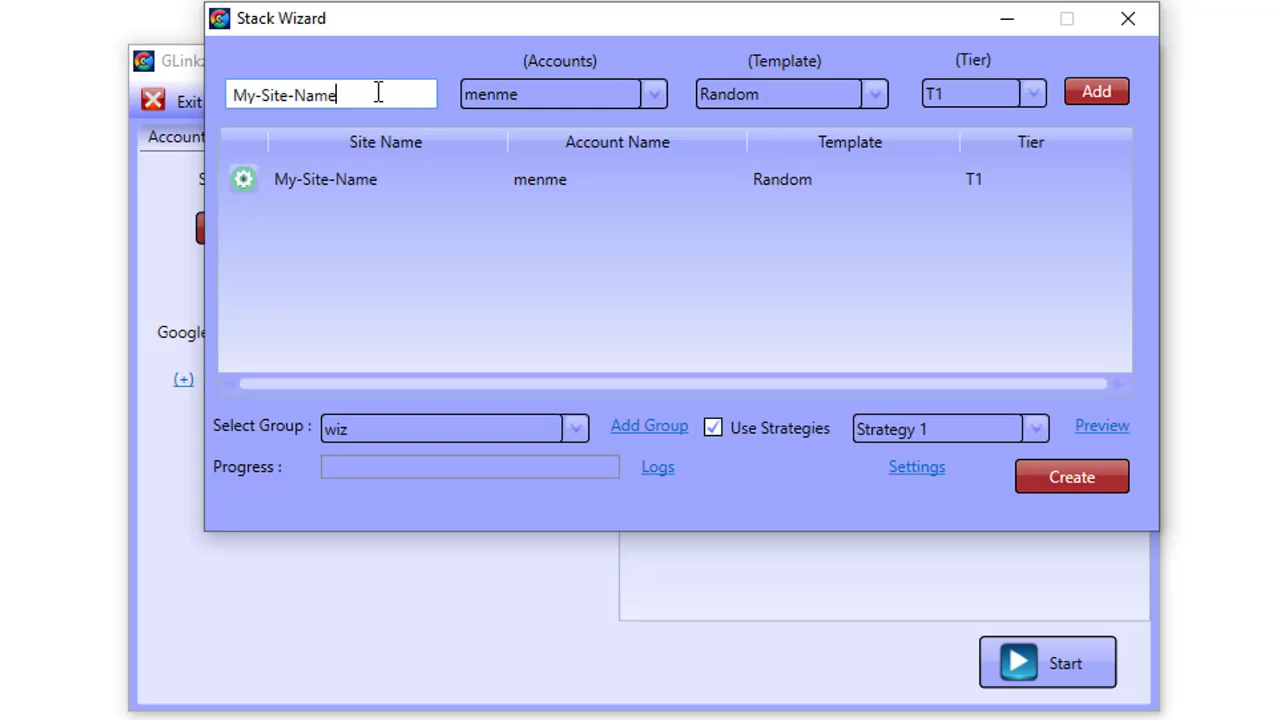 Stack Wizard
GLinkz
Exit
Account
Google
(+)
(Accounts)
(Template)
(Tier)
My-Site-Name
menme
Random
T1
Add
Site Name
Account Name
Template
Tier
My-Site-Name
menme
Random
T1
Select Group :
wiz
Add Group
Use Strategies
Strategy 1
Preview
Progress :
Logs
Settings
Create
Start